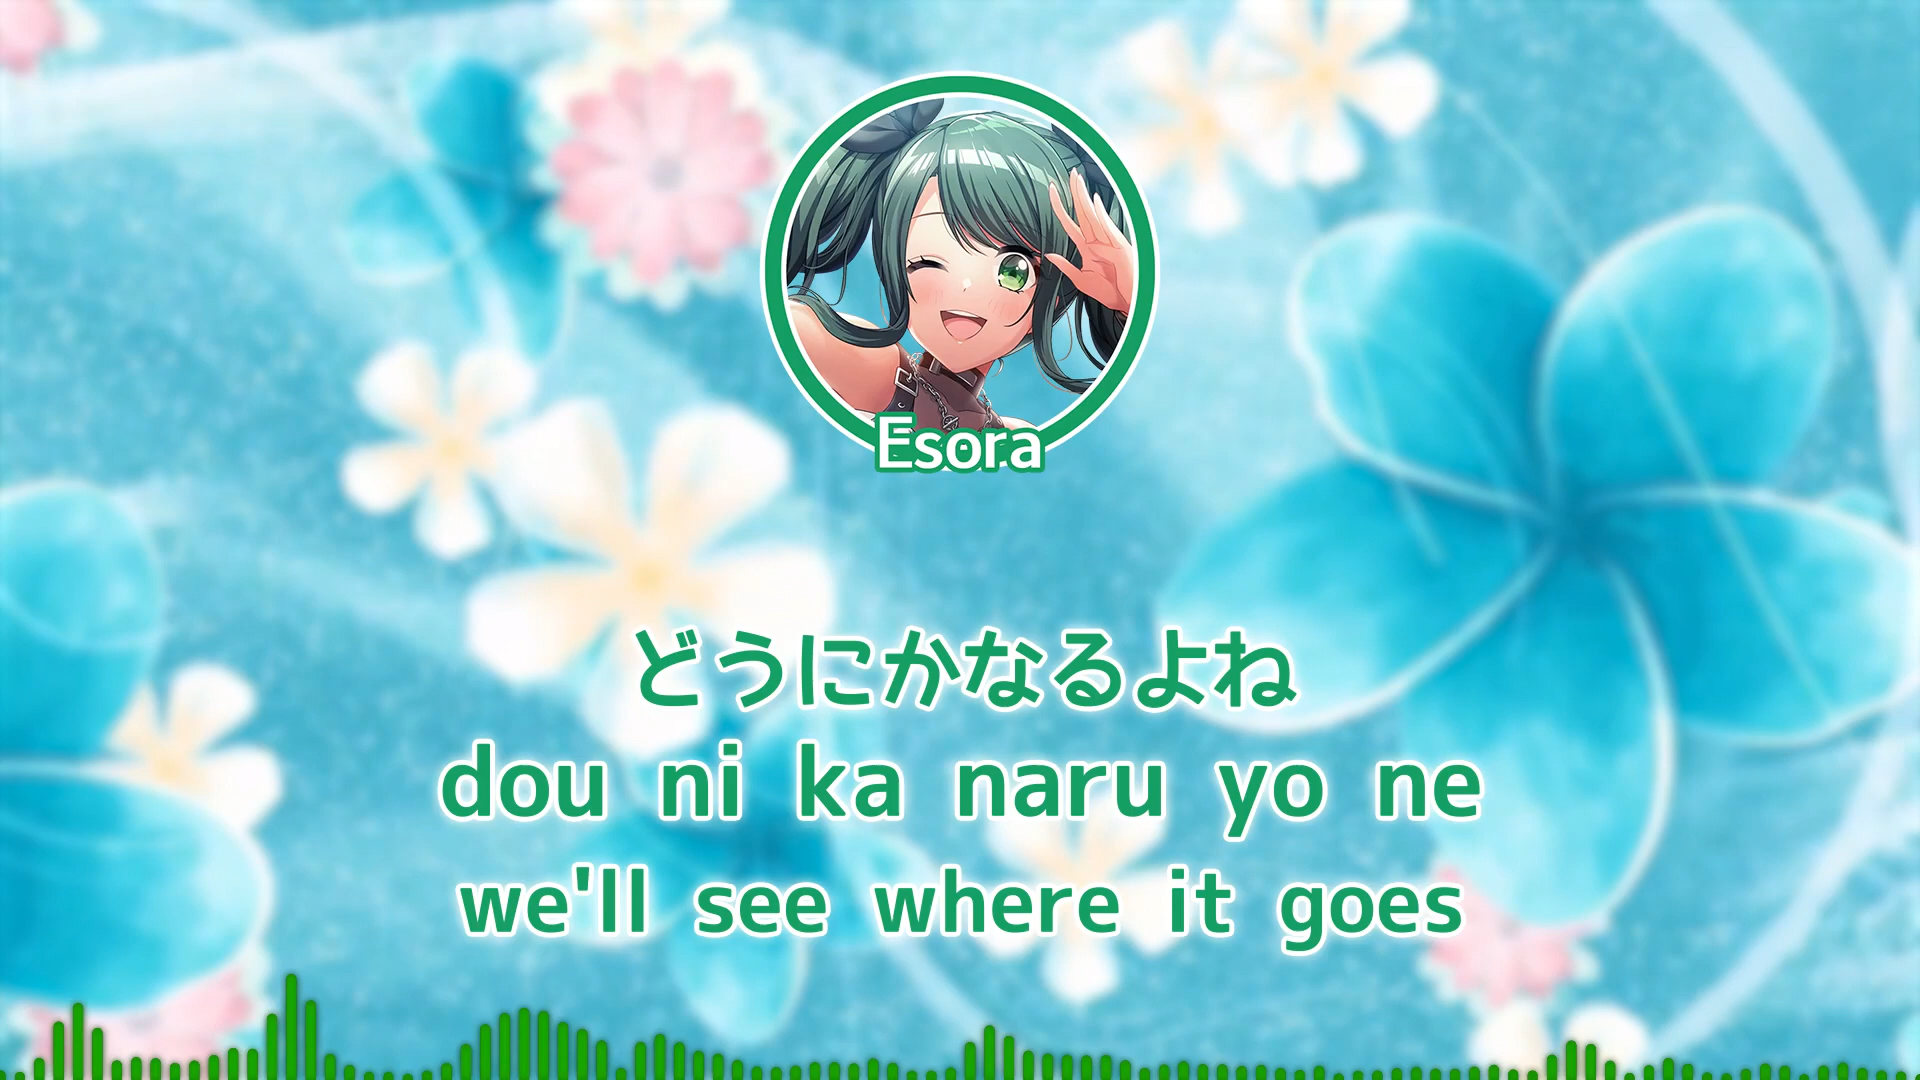 Esora
どうにかなるよね
dou ni ka naru yo ne
we'll see where it goes